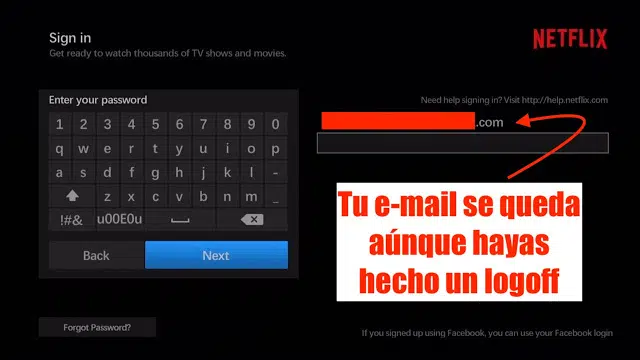 Sign in
NETFLIX
Get ready to watch thousands of TV shows and movies.
Enter your password
Need help signing in? Visit http://help.netflix.com
1 2 3 4 5 6 7 8 9 0
.com
q w e r t y u i o p
a s d f g h j k l -
z x c v b n m _
!#& u00E0u
Back
Next
Tu e-mail se queda
aúnque hayas
hecho un logoff
Forgot Password?
If you signed up using Facebook, you can use your Facebook login